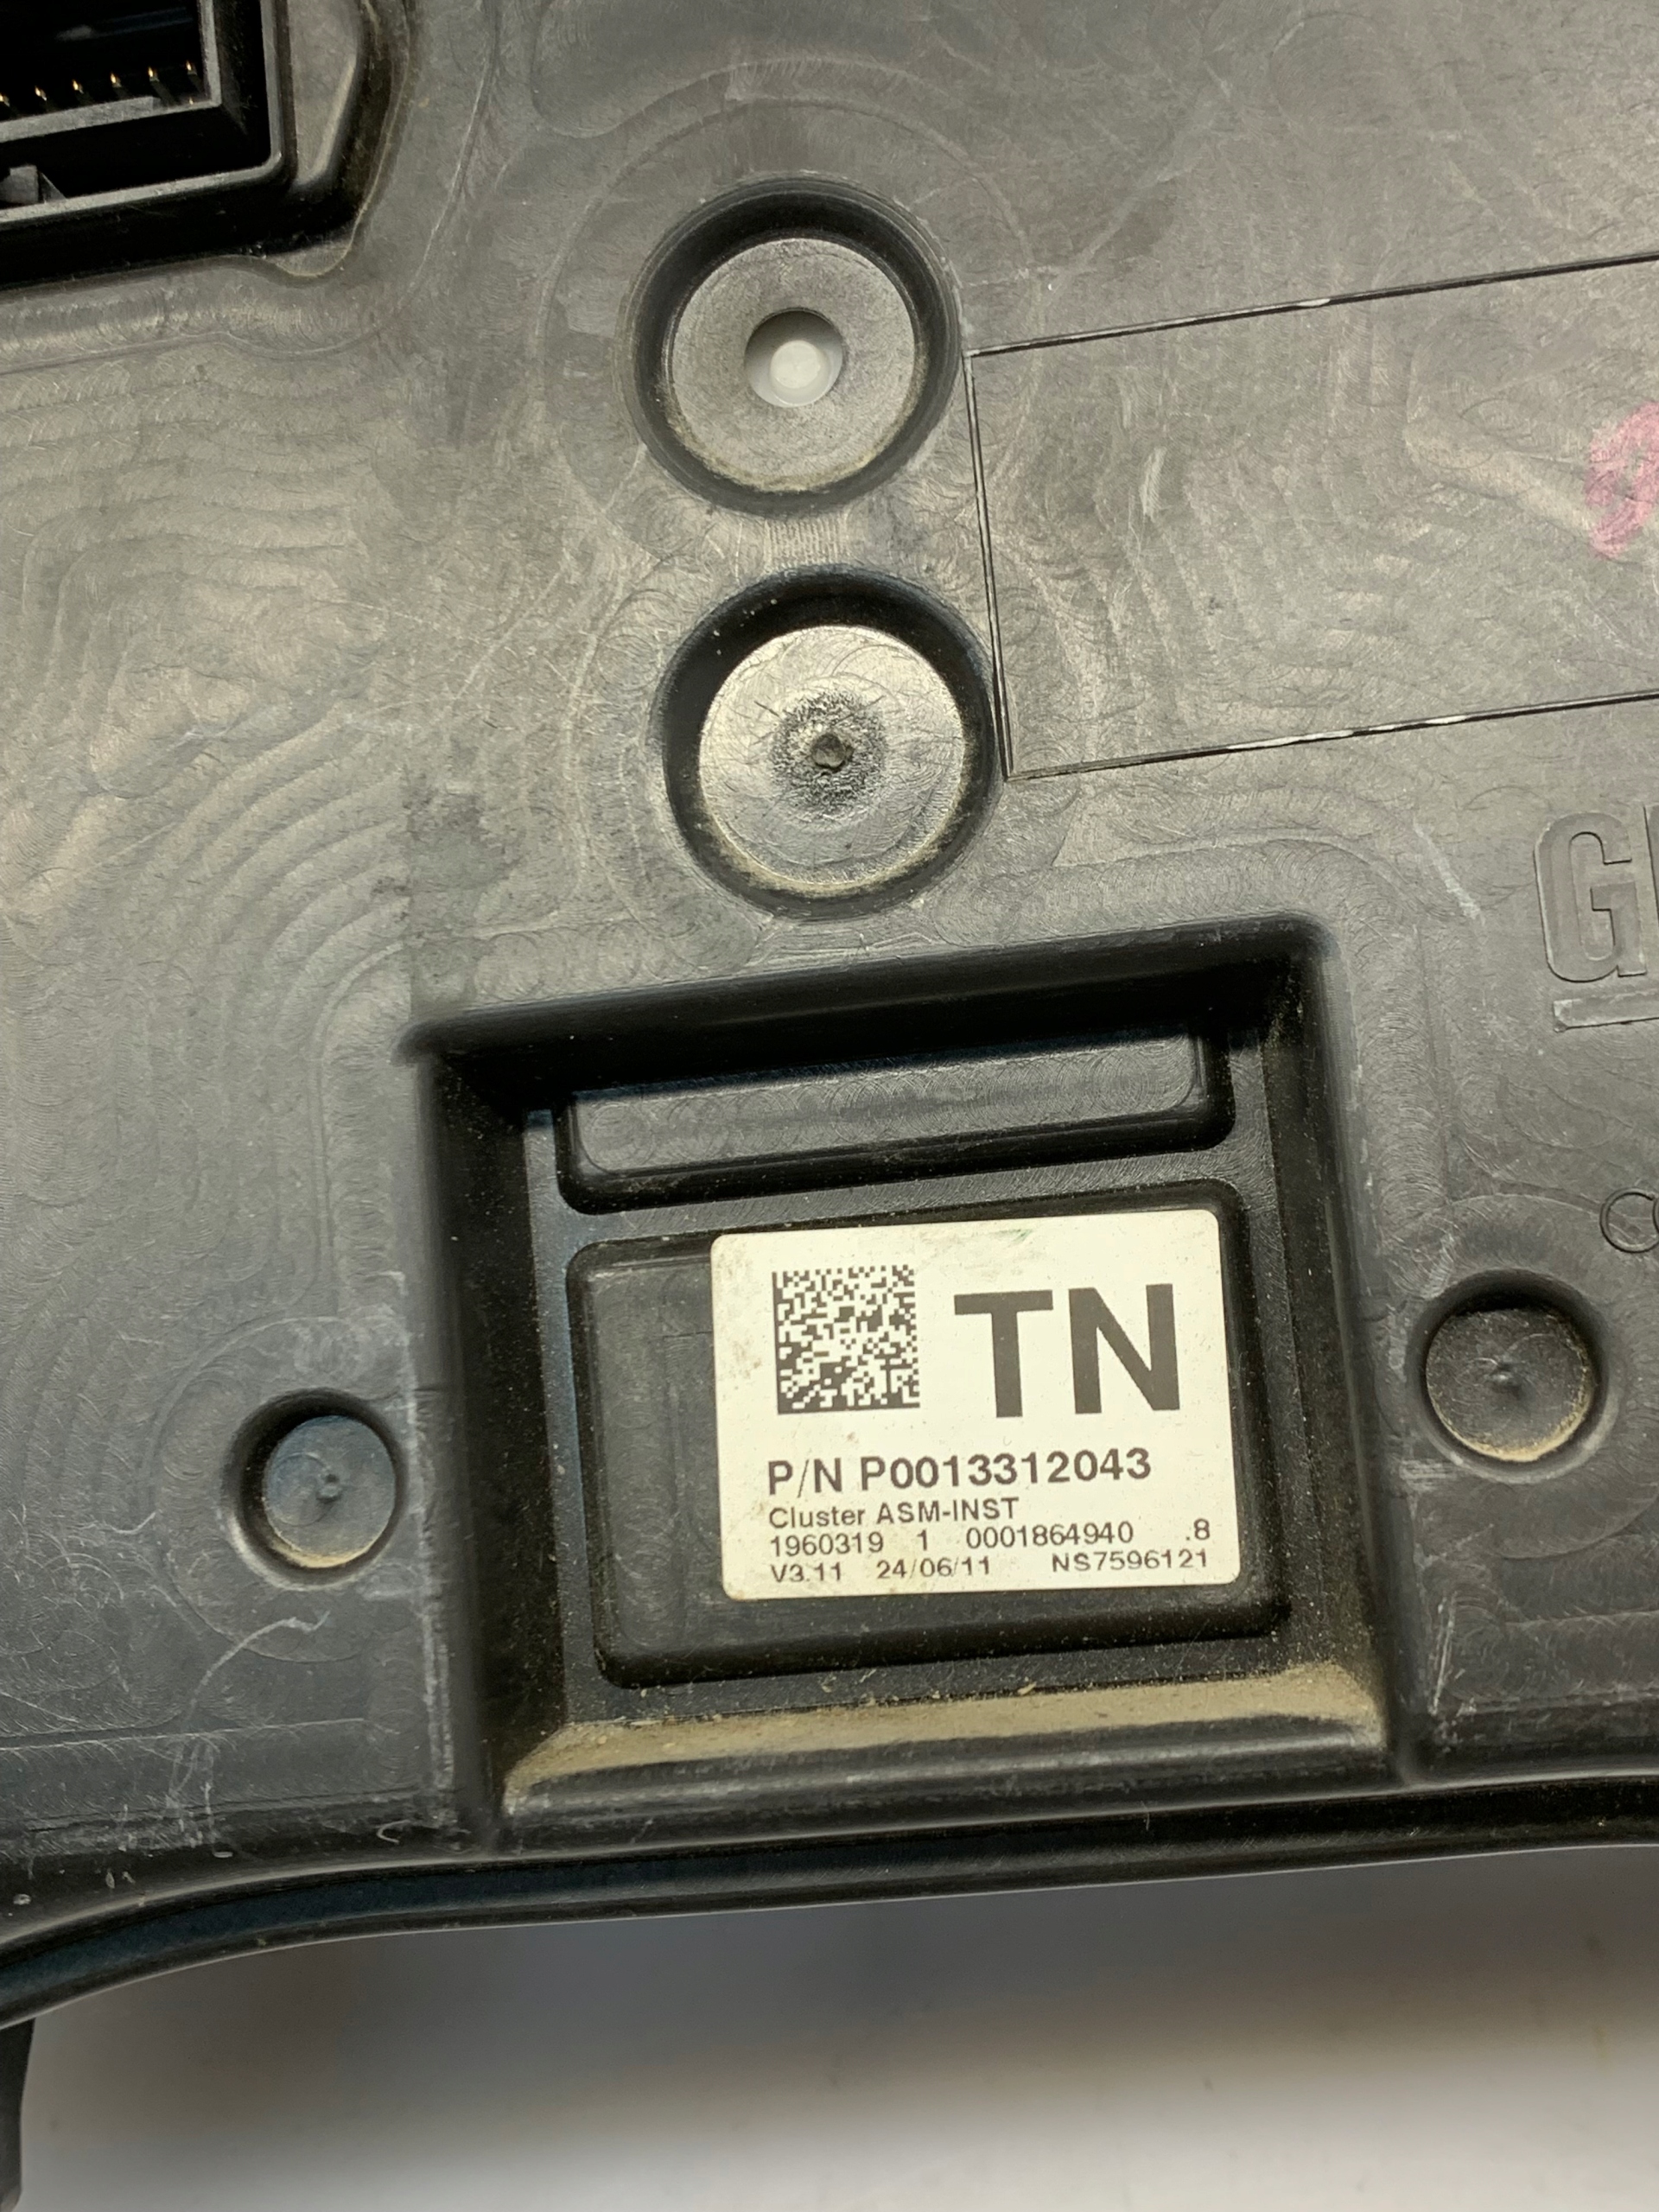 G
TN
P/N P0013312043
Cluster ASM-INST
1960319 1 0001864940 .8
V3.11 24/06/11 NS7596121